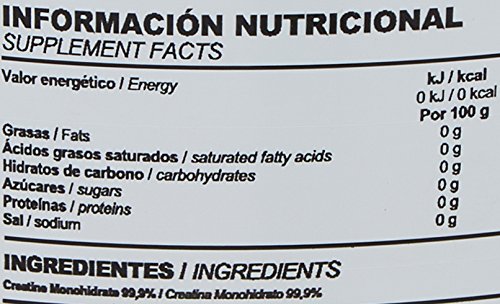 INFORMACIÓN NUTRICIONAL
SUPPLEMENT FACTS
Valor energético / Energy
kJ / kcal
0 kJ / 0 kcal
Por 100 g
Grasas / Fats 0 g
Ácidos grasos saturados / saturated fatty acids 0 g
Hidratos de carbono / carbohydrates 0 g
Azúcares / sugars 0 g
Proteínas / proteins 0 g
Sal / sodium 0 g
INGREDIENTES / INGREDIENTS
Creatine Monohidrate 99,9% / Creatina Monohidrato 99,9%